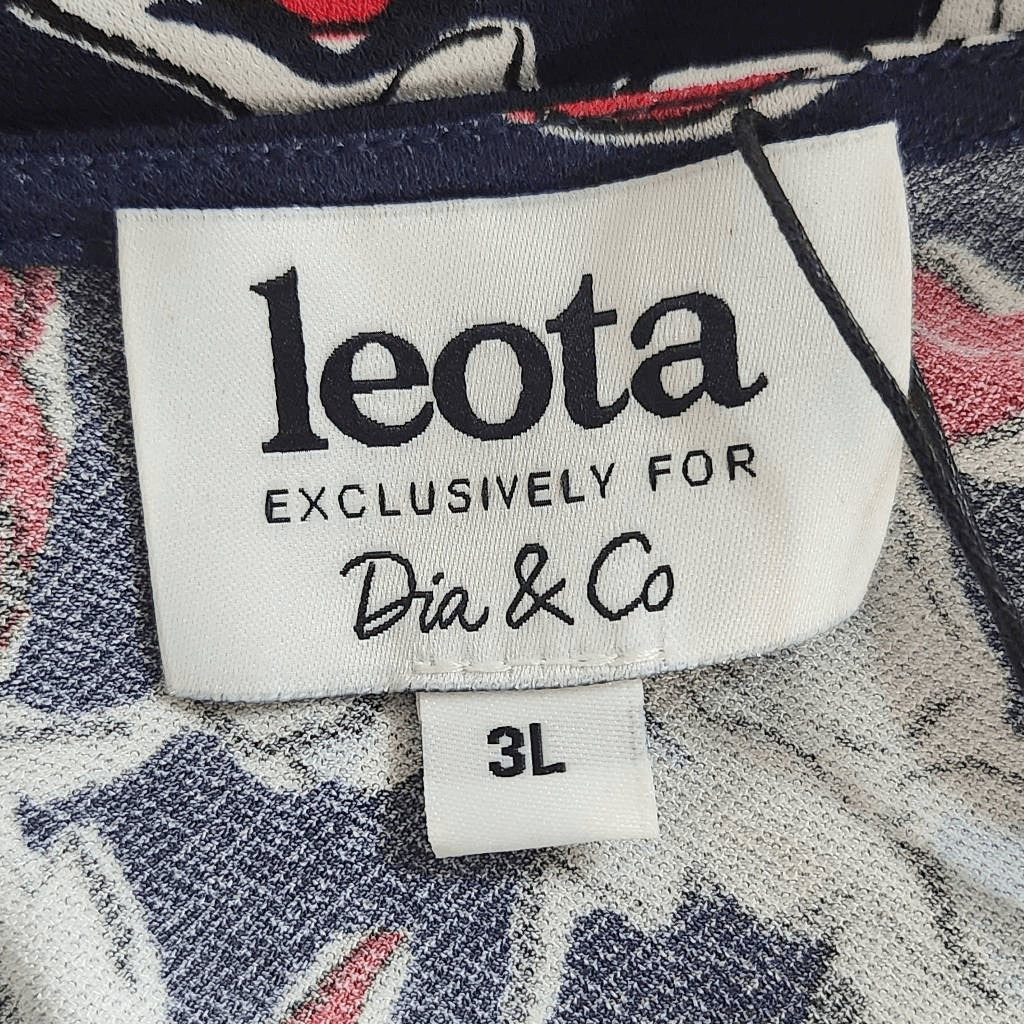 leota
EXCLUSIVELY FOR
Dia & Co
3L